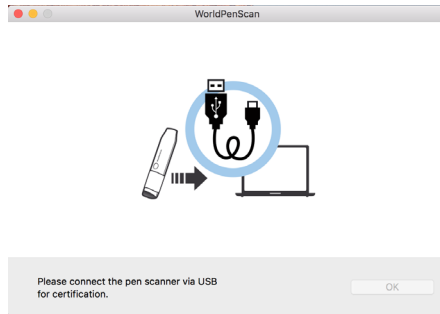 WorldPenScan
Please connect the pen scanner via USB
for certification.
OK